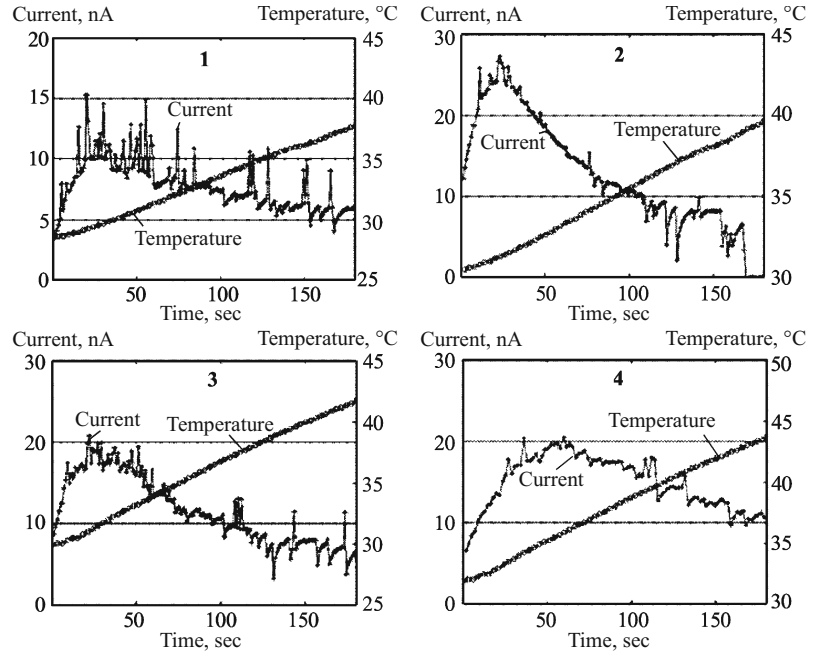 Current, nA Temperature, °C
20 45
1
15 40
Current
10 35
5 30
Temperature
0 25
50 100 150
Time, sec
Current, nA Temperature, °C
30 45
2
20 40
Current Temperature
10 35
0 30
50 100 150
Time, sec
Current, nA Temperature, °C
30 45
3
Current Temperature
40
20
35
10
30
0 25
50 100 150
Time, sec
Current, nA Temperature, °C
30 50
4
Temperature
45
20
Current
40
10
35
0 30
50 100 150
Time, sec